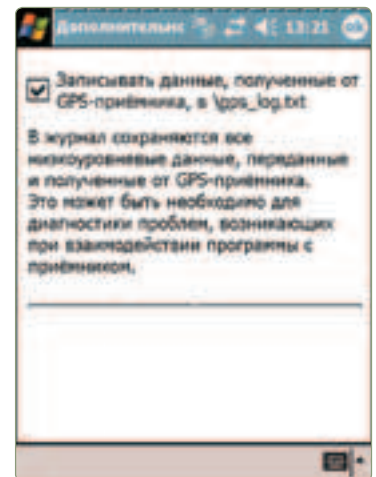 Дополнительно 13:21 ok
Записывать данные, полученные от
GPS-приёмника, в \gps_log.txt
В журнал сохраняются все
низкоуровневые данные, переданные
и полученные от GPS-приёмника.
Это может быть необходимо для
диагностики проблем, возникающих
при взаимодействии программы с
приёмником.